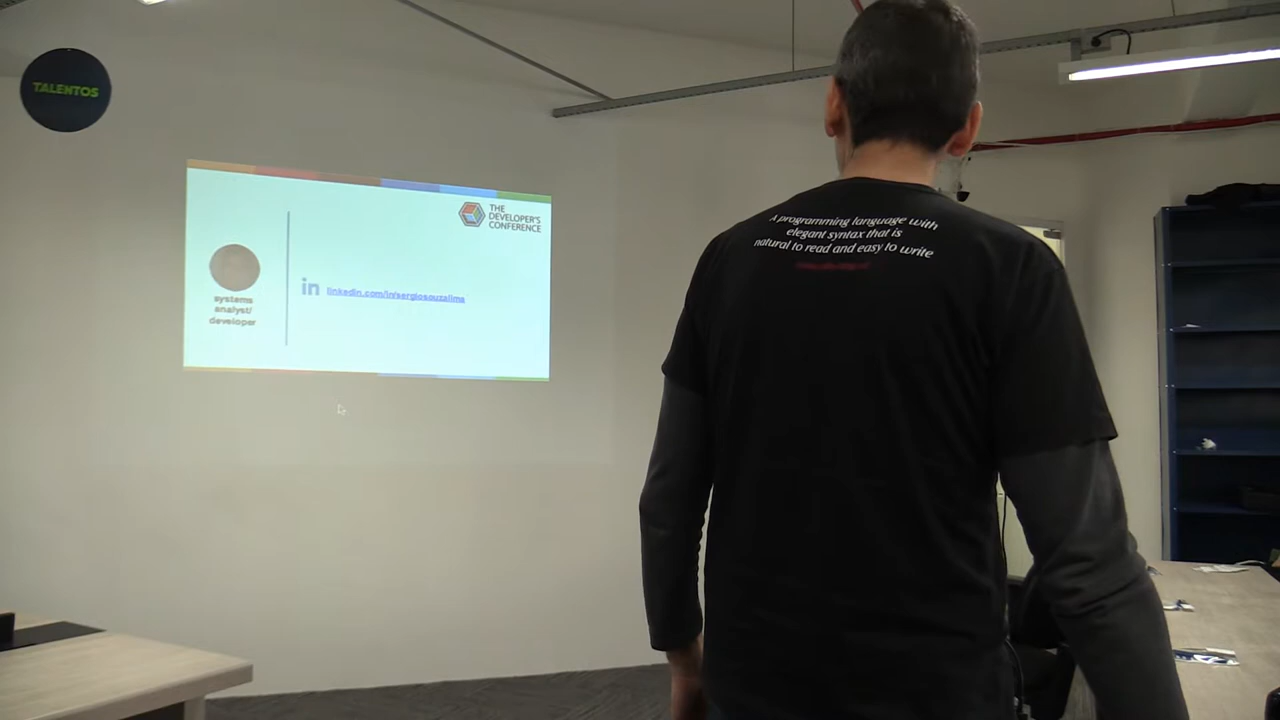 TALENTOS
THE
DEVELOPER'S
CONFERENCE
systems
analyst/
developer
in
linkedin.com/in/sergiosouzalima
A programming language with
elegant syntax that is
natural to read and easy to write